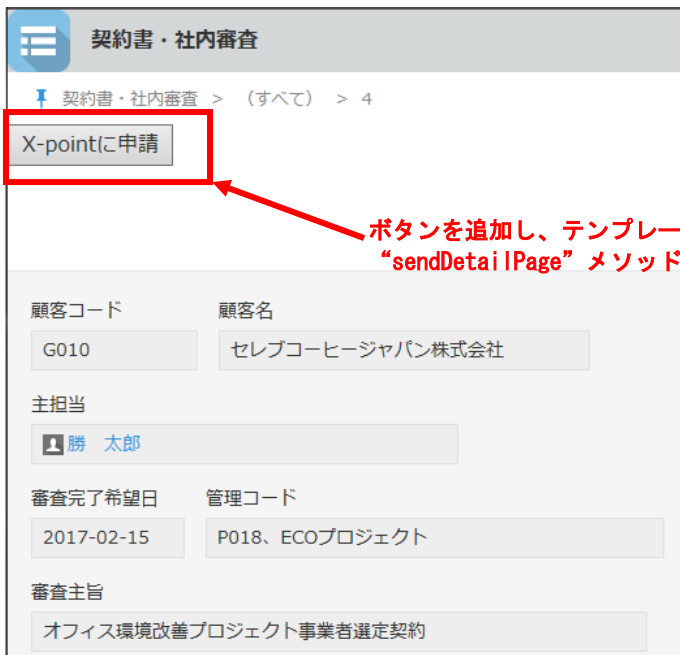 契約書・社内審査
契約書・社内審査 > （すべて） > 4
X-pointに申請
ボタンを追加し、テンプレー
“sendDetailPage”メソッド
顧客コード 顧客名
G010 セレブコーヒージャパン株式会社
主担当
勝　太郎
審査完了希望日 管理コード
2017-02-15 P018、ECOプロジェクト
審査主旨
オフィス環境改善プロジェクト事業者選定契約